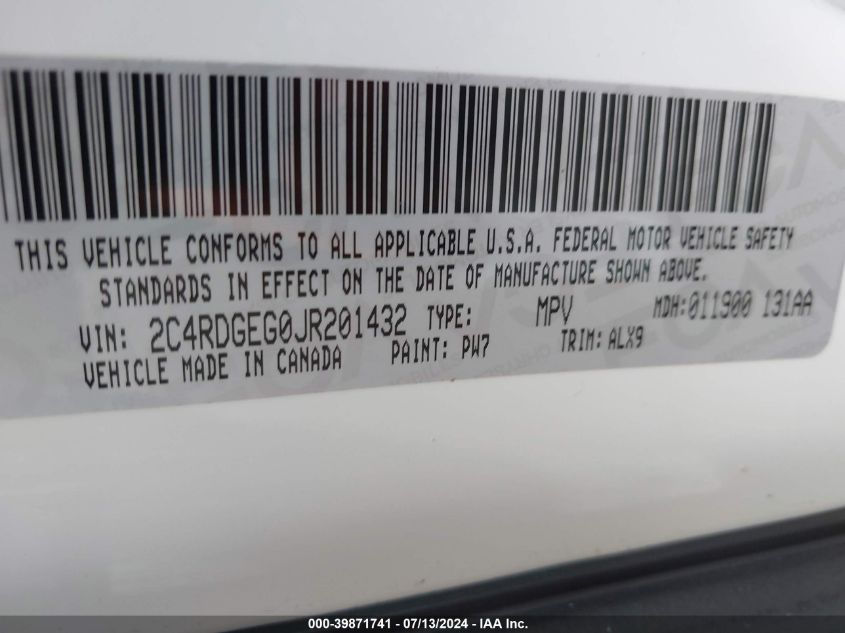 THIS VEHICLE CONFORMS TO ALL APPLICABLE U.S.A. FEDERAL MOTOR VEHICLE SAFETY
STANDARDS IN EFFECT ON THE DATE OF MANUFACTURE SHOWN ABOVE.
VIN: 2C4RDGEG0JR201432 TYPE: MPV MDH:011900 131AA
VEHICLE MADE IN CANADA PAINT: PW7 TRIM: ALX9
000-39871741 - 07/13/2024 - IAA Inc.